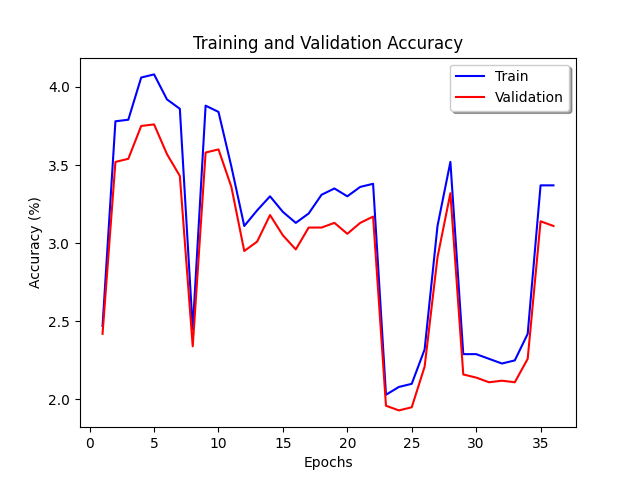 Training and Validation Accuracy
Train
Validation
4.0
3.5
3.0
2.5
2.0
Accuracy (%)
0 5 10 15 20 25 30 35
Epochs